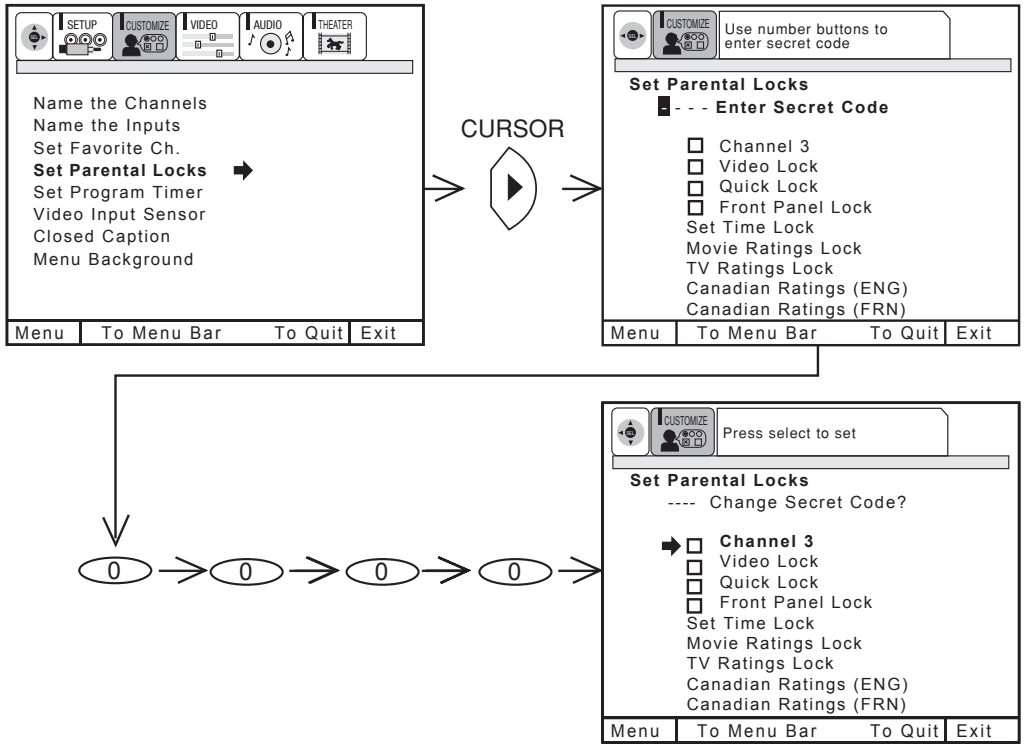 SETUP CUSTOMIZE VIDEO AUDIO THEATER
SEL
Name the Channels
Name the Inputs
Set Favorite Ch.
Set Parental Locks
Set Program Timer
Video Input Sensor
Closed Caption
Menu Background
Menu To Menu Bar To Quit Exit
CURSOR
SEL
CUSTOMIZE
Use number buttons to
enter secret code
Set Parental Locks
- - - - Enter Secret Code
Channel 3
Video Lock
Quick Lock
Front Panel Lock
Set Time Lock
Movie Ratings Lock
TV Ratings Lock
Canadian Ratings (ENG)
Canadian Ratings (FRN)
Menu To Menu Bar To Quit Exit
0 0 0 0
SEL
CUSTOMIZE
Press select to set
Set Parental Locks
---- Change Secret Code?
Channel 3
Video Lock
Quick Lock
Front Panel Lock
Set Time Lock
Movie Ratings Lock
TV Ratings Lock
Canadian Ratings (ENG)
Canadian Ratings (FRN)
Menu To Menu Bar To Quit Exit